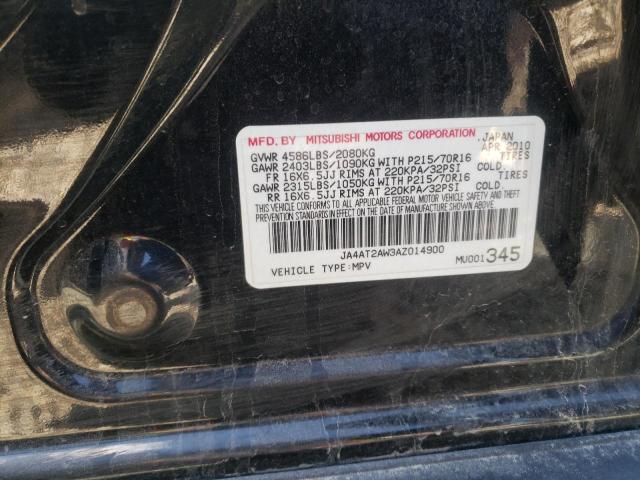 MFD. BY MITSUBISHI MOTORS CORPORATION, JAPAN
GVWR 4586LBS/2080KG APR 2010
GAWR 2403LBS/1090KG WITH P215/70R16 TIRES
FR 16X6.5JJ RIMS AT 220KPA/32PSI COLD.
GAWR 2315LBS/1050KG WITH P215/70R16 TIRES
RR 16X6.5JJ RIMS AT 220KPA/32PSI COLD.
THIS VEHICLE CONFORMS TO ALL APPLICABLE FEDERAL MOTOR VEHICLE SAFETY AND
THEFT PREVENTION STANDARDS IN EFFECT ON THE DATE OF MANUFACTURE SHOWN ABOVE.
JA4AT2AW3AZ014900
VEHICLE TYPE:MPV MU001345